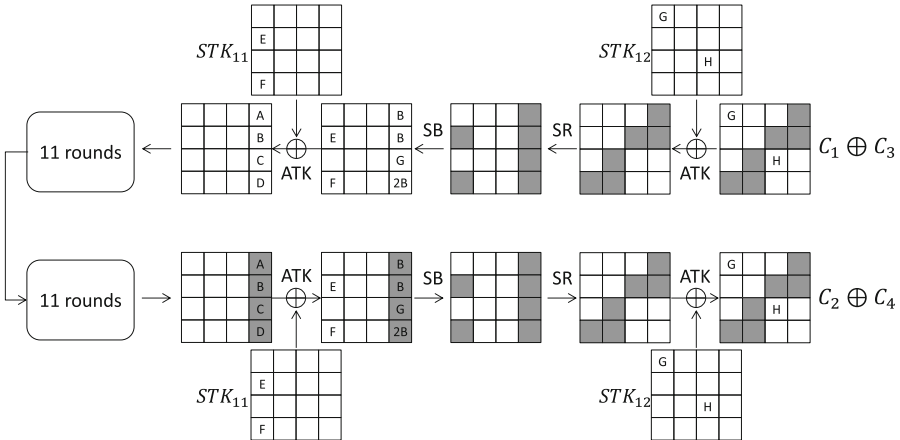 G
STK₁₁ E STK₁₂
H
F
A B G
11 rounds B E B SB SR C₁ ⊕ C₃
C ATK G ATK H
D F 2B
A ATK B SB SR ATK G
11 rounds B E B C₂ ⊕ C₄
C G H
D F 2B
G
STK₁₁ E STK₁₂
H
F